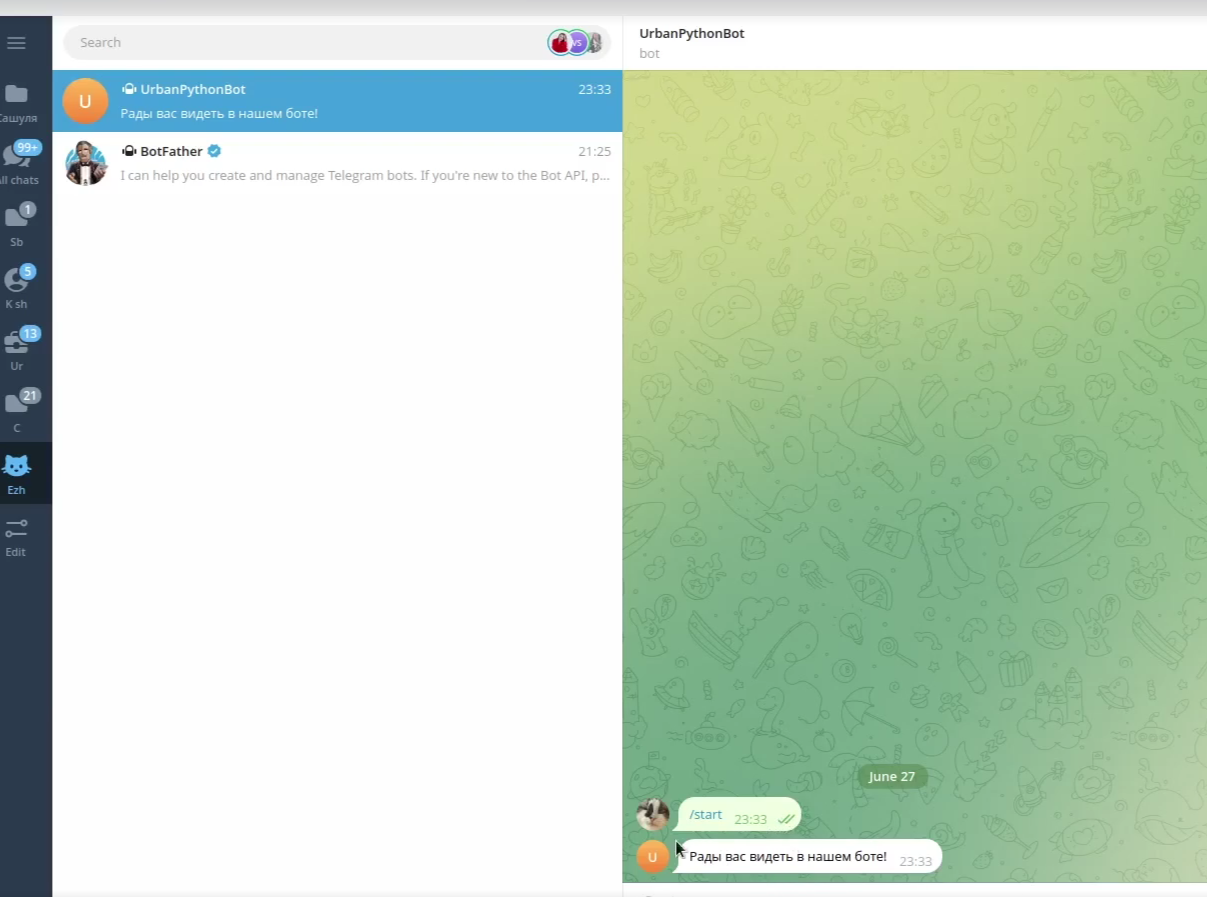 Search
VS
UrbanPythonBot
bot
U
UrbanPythonBot
23:33
Рады вас видеть в нашем боте!
BotFather
21:25
I can help you create and manage Telegram bots. If you're new to the Bot API, p...
Сашуля
99+
ll chats
1
Sb
5
K sh
13
Ur
21
C
Ezh
Edit
June 27
/start
23:33
U
Рады вас видеть в нашем боте!
23:33